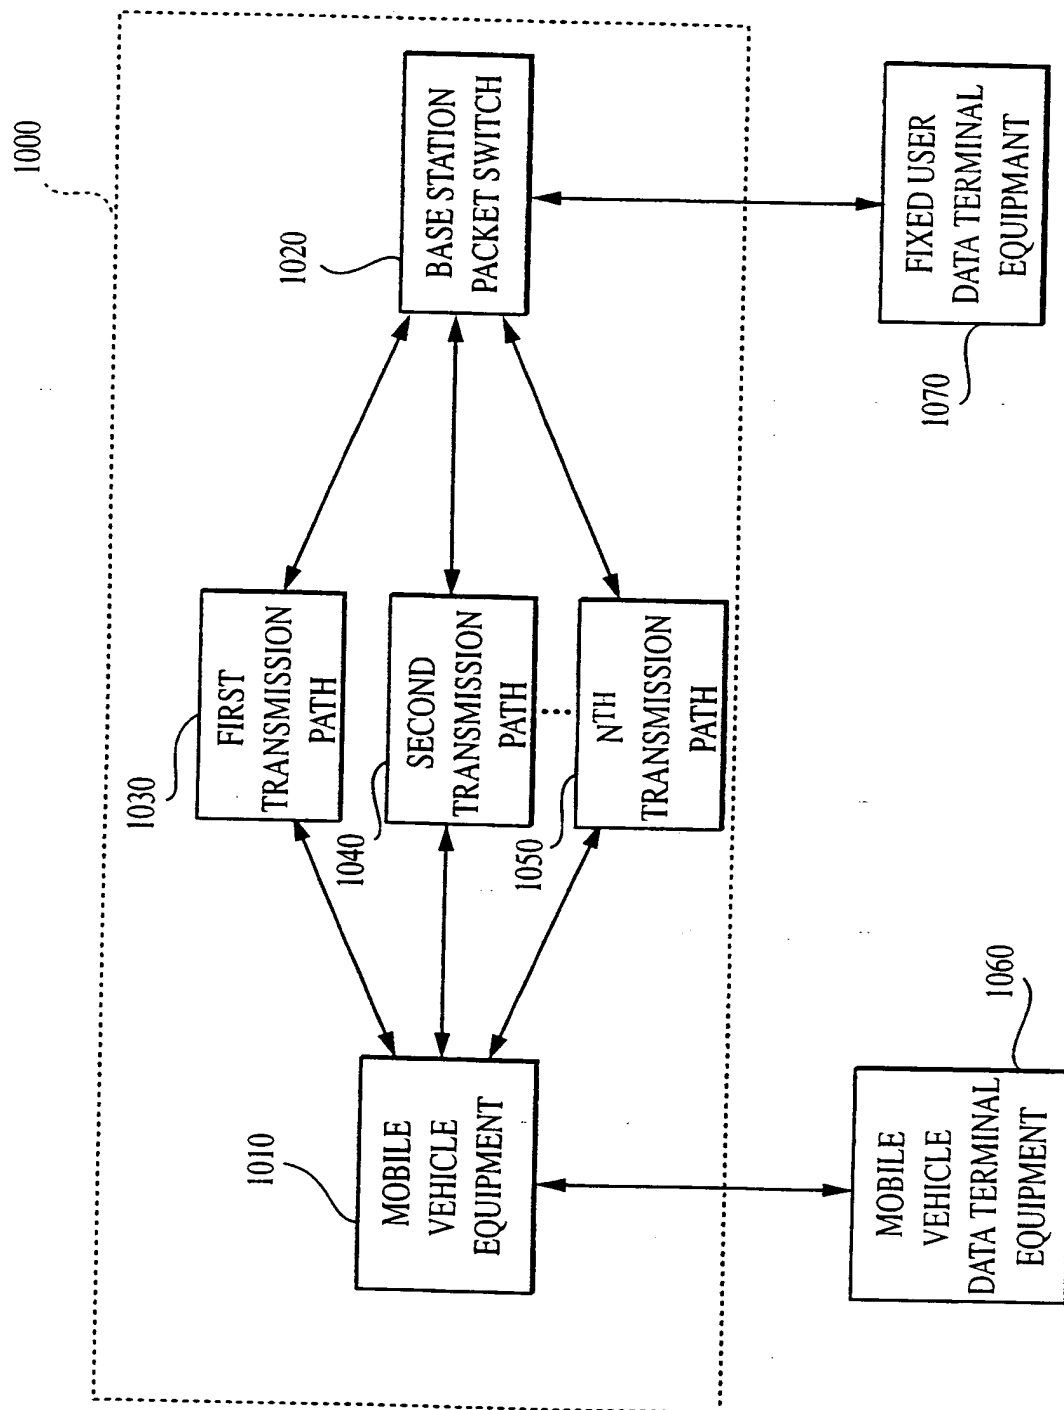 1000
1010
MOBILE
VEHICLE
EQUIPMENT
1030
FIRST
TRANSMISSION
PATH
1040
SECOND
TRANSMISSION
PATH
1050
NTH
TRANSMISSION
PATH
1020
BASE STATION
PACKET SWITCH
MOBILE
VEHICLE
DATA TERMINAL
EQUIPMENT
1060
FIXED USER
DATA TERMINAL
EQUIPMANT
1070